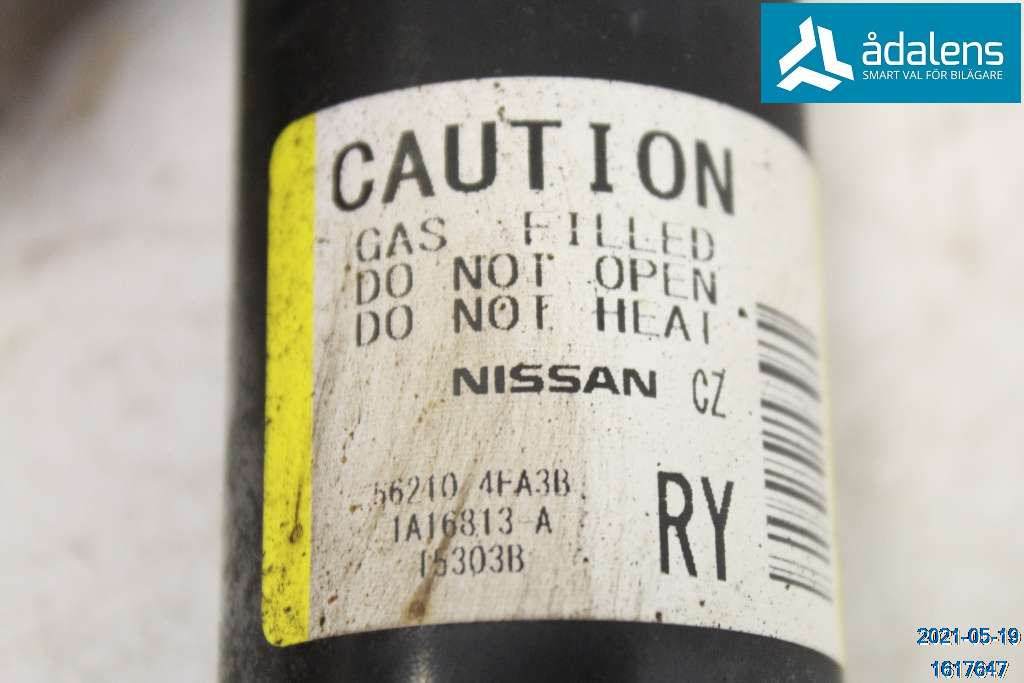 ådalens
SMART VAL FÖR BILÄGARE
CAUTION
GAS FILLED
DO NOT OPEN
DO NOT HEAT
NISSAN CZ
56210 4EA3B
RY
1A16813-A
15303B
2021-05-19
1617647